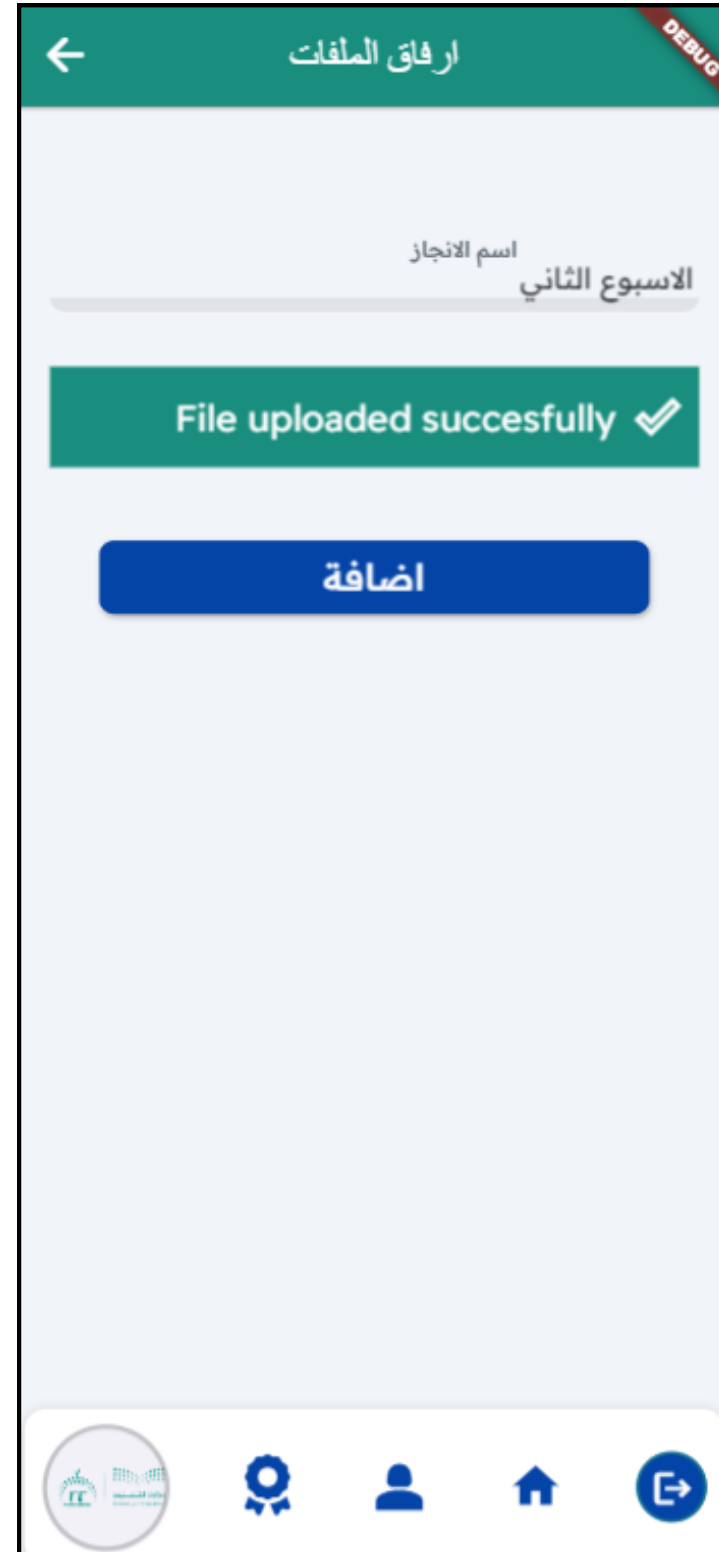 ارفاق الملفات
DEBUG
اسم الانجاز
الاسبوع الثاني
File uploaded succesfully
اضافة